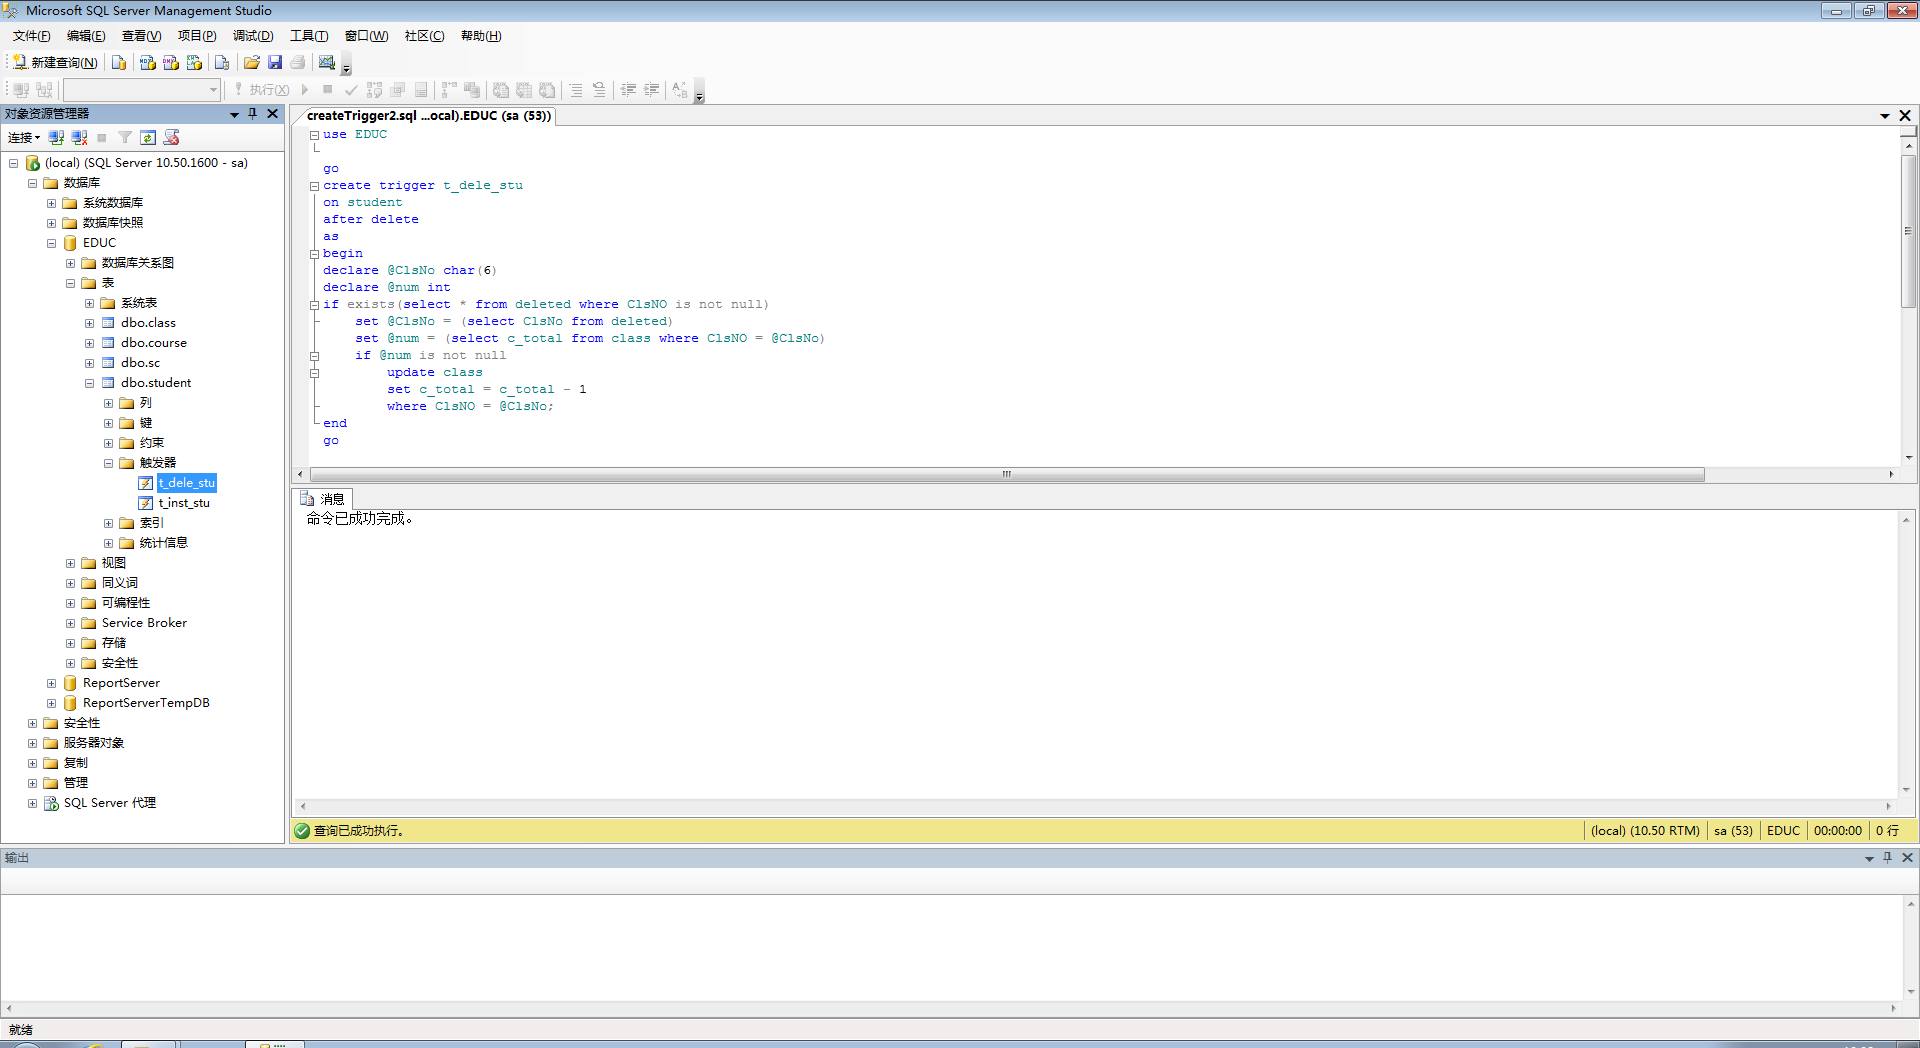 Microsoft SQL Server Management Studio
文件(F) 编辑(E) 查看(V) 项目(P) 调试(D) 工具(T) 窗口(W) 社区(C) 帮助(H)
新建查询(N)
执行(X)
对象资源管理器
连接
(local) (SQL Server 10.50.1600 - sa)
数据库
系统数据库
数据库快照
EDUC
数据库关系图
表
系统表
dbo.class
dbo.course
dbo.sc
dbo.student
列
键
约束
触发器
t_dele_stu
t_inst_stu
索引
统计信息
视图
同义词
可编程性
Service Broker
存储
安全性
ReportServer
ReportServerTempDB
安全性
服务器对象
复制
管理
SQL Server 代理
createTrigger2.sql ...ocal).EDUC (sa (53))
use EDUC
go
create trigger t_dele_stu
on student
after delete
as
begin
declare @ClsNo char(6)
declare @num int
if exists(select * from deleted where ClsNO is not null)
set @ClsNo = (select ClsNo from deleted)
set @num = (select c_total from class where ClsNO = @ClsNo)
if @num is not null
update class
set c_total = c_total - 1
where ClsNO = @ClsNo;
end
go
消息
命令已成功完成。
查询已成功执行。
(local) (10.50 RTM) sa (53) EDUC 00:00:00 0 行
输出
就绪